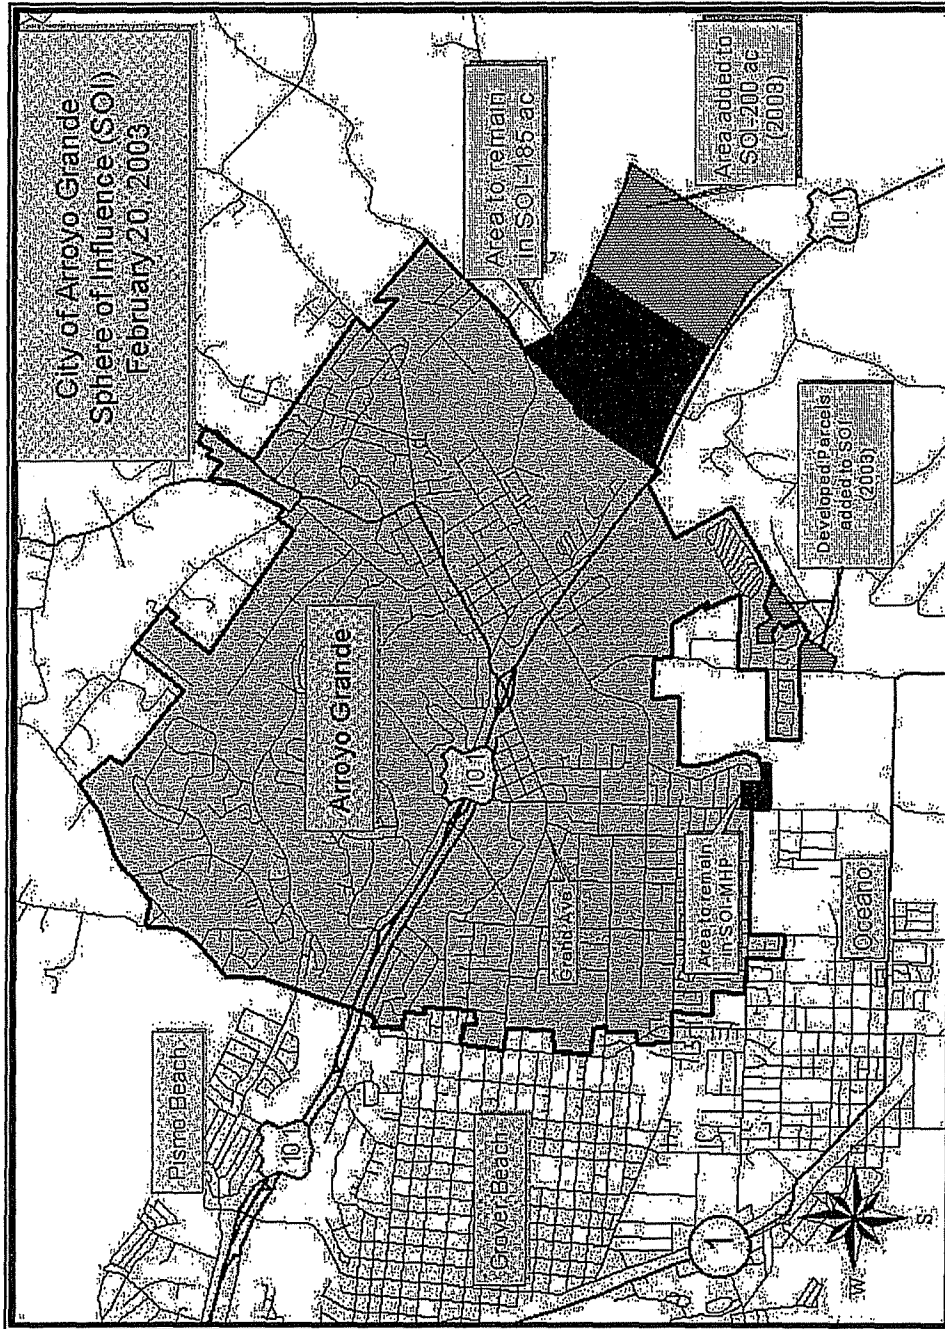 City of Arroyo Grande
Sphere of Influence (SOI)
February 20, 2003
Area to remain
in SOI-185 ac
Area added to
SOI-200 ac
(2003)
Pismo Beach
101
Arroyo Grande
101
101
Grand Ave
Grover Beach
Area to remain
in SOI-MHP
Developed Parcels
added to SOI
(2003)
Oceano
1
W
S